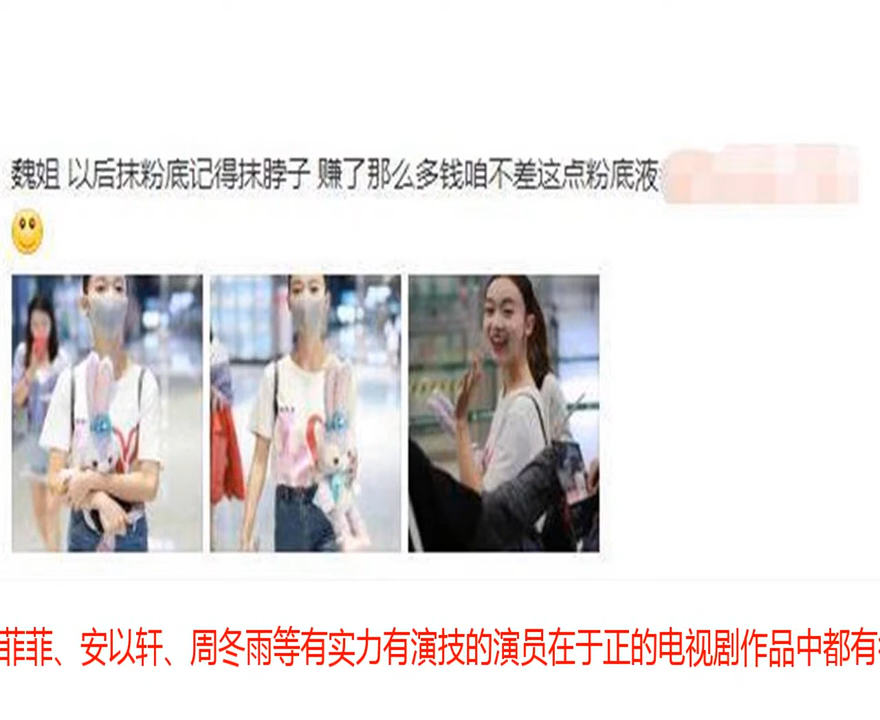 魏姐 以后抹粉底记得抹脖子 赚了那么多钱咱不差这点粉底液
菲菲、安以轩、周冬雨等有实力有演技的演员在于正的电视剧作品中都有